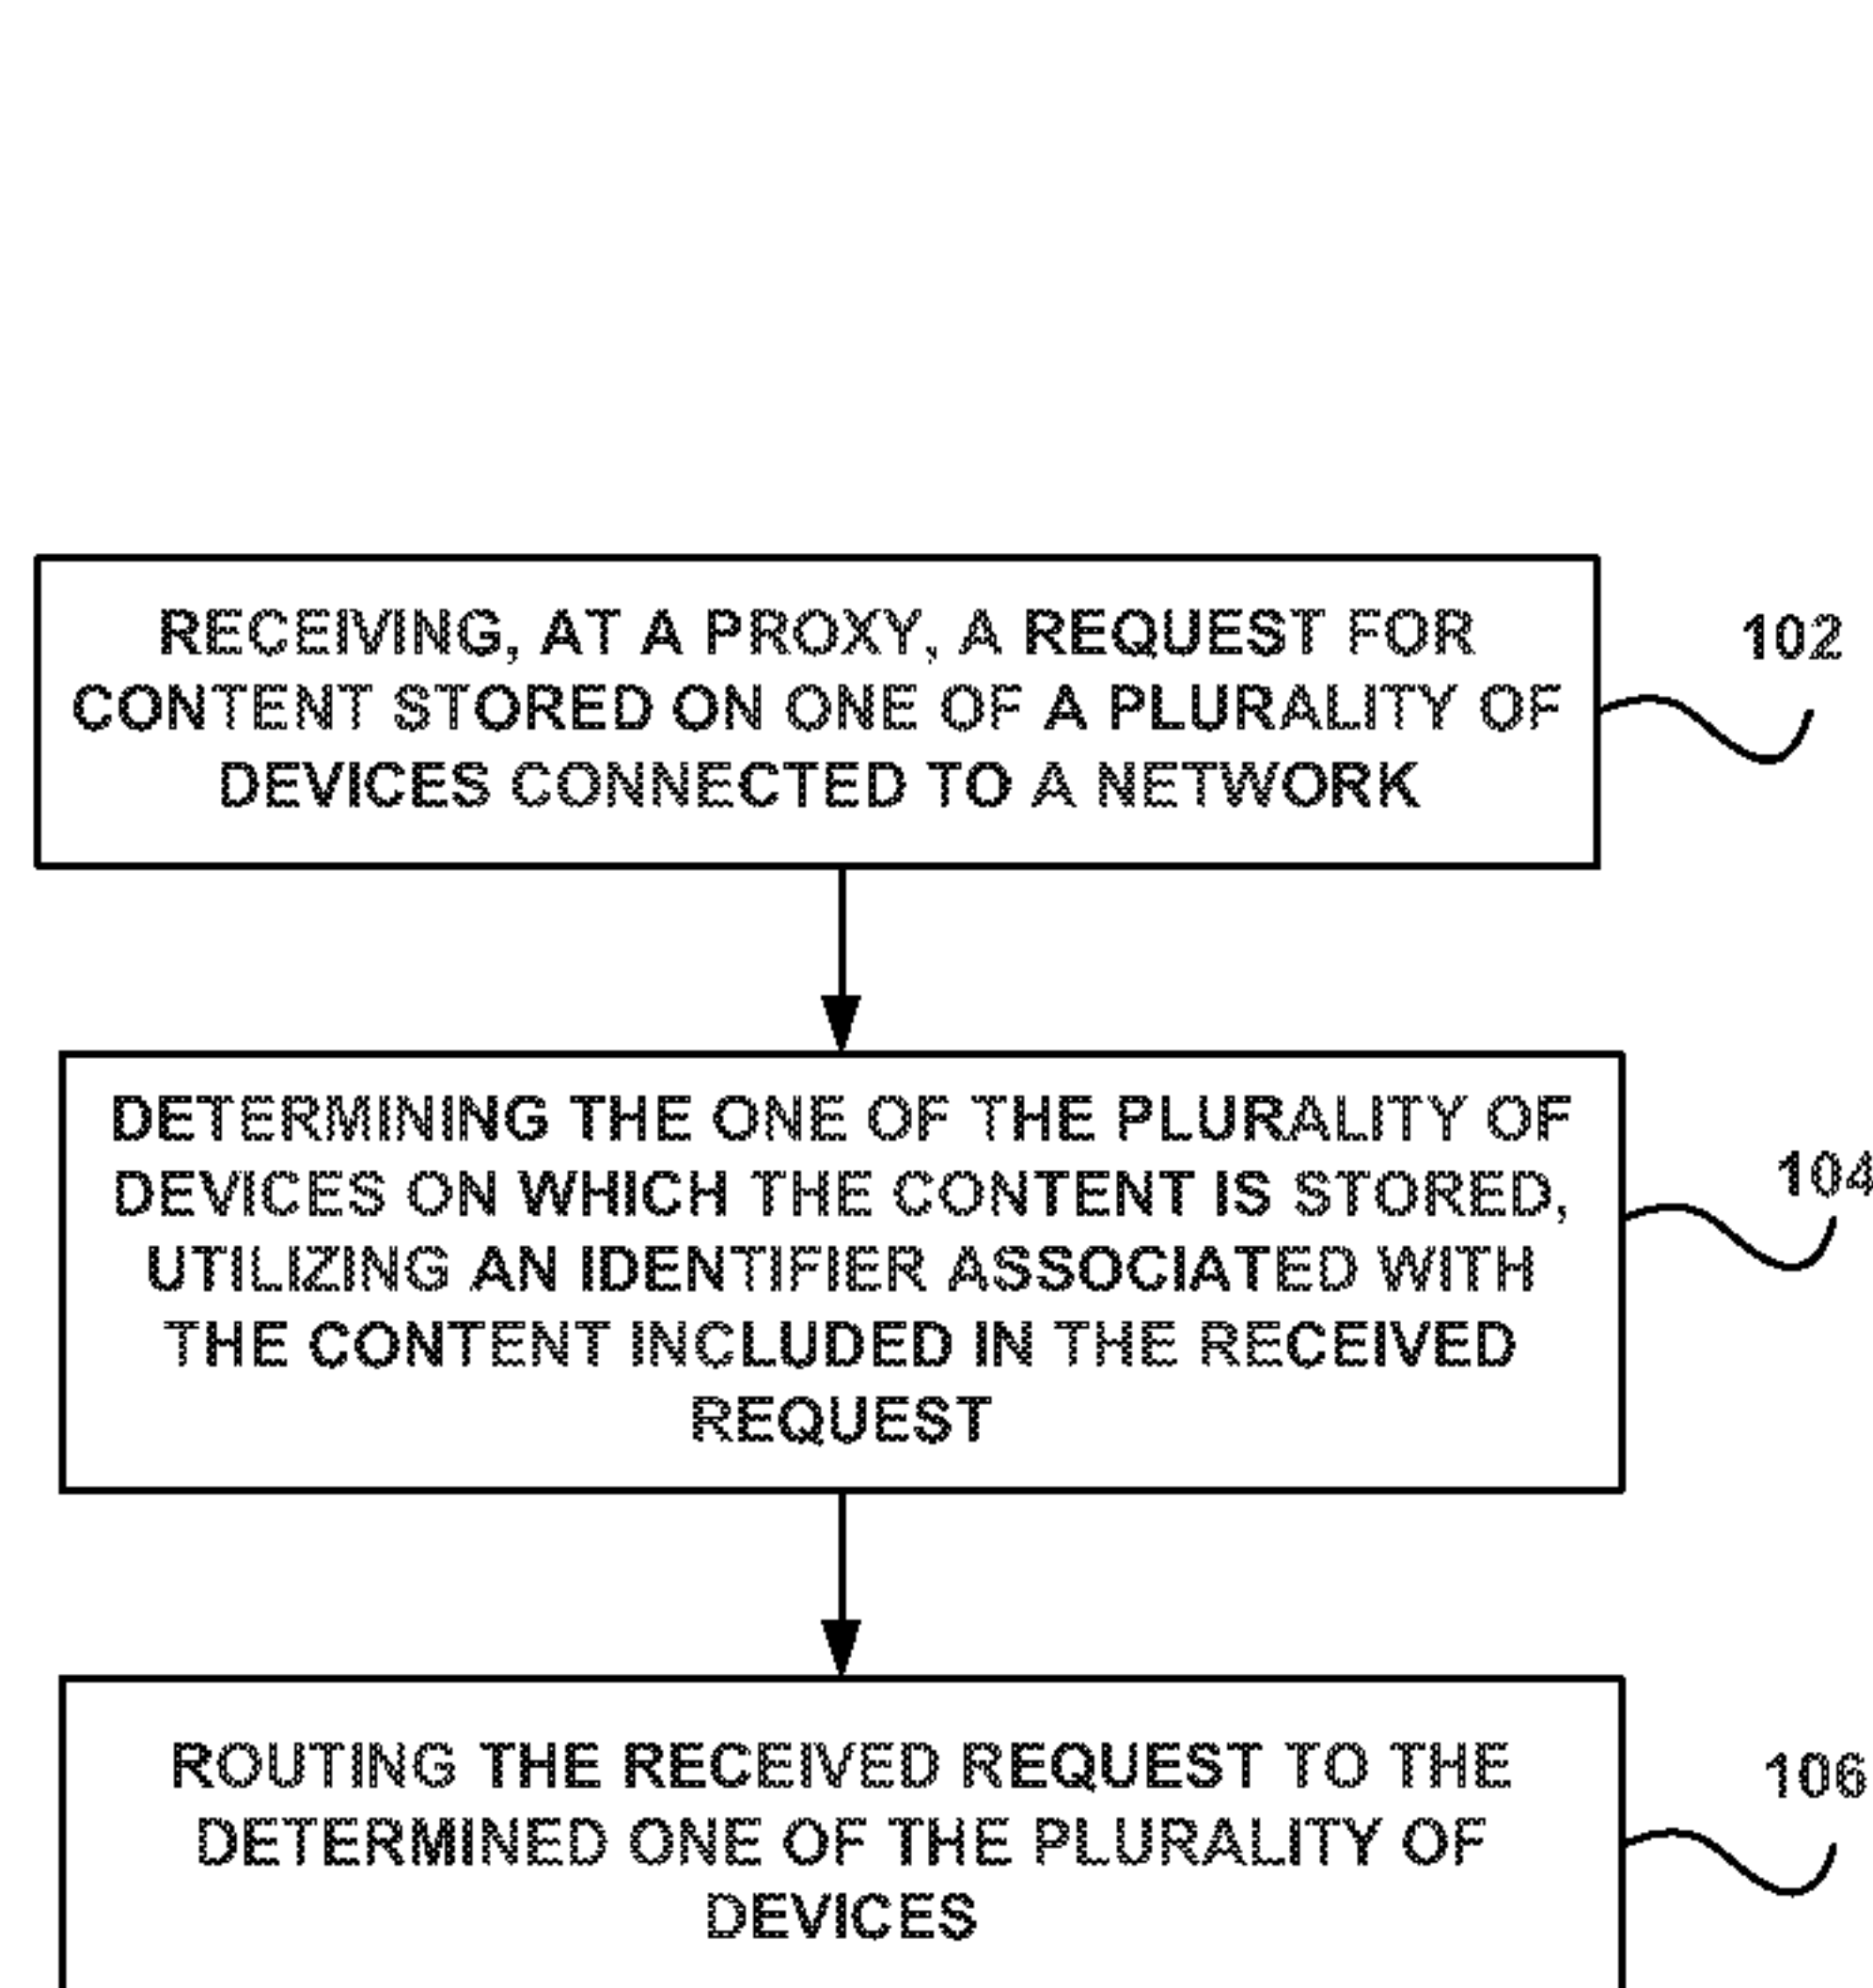 RECEIVING, AT A PROXY, A REQUEST FOR
CONTENT STORED ON ONE OF A PLURALITY OF
DEVICES CONNECTED TO A NETWORK
102
DETERMINING THE ONE OF THE PLURALITY OF
DEVICES ON WHICH THE CONTENT IS STORED,
UTILIZING AN IDENTIFIER ASSOCIATED WITH
THE CONTENT INCLUDED IN THE RECEIVED
REQUEST
104
ROUTING THE RECEIVED REQUEST TO THE
DETERMINED ONE OF THE PLURALITY OF
DEVICES
106